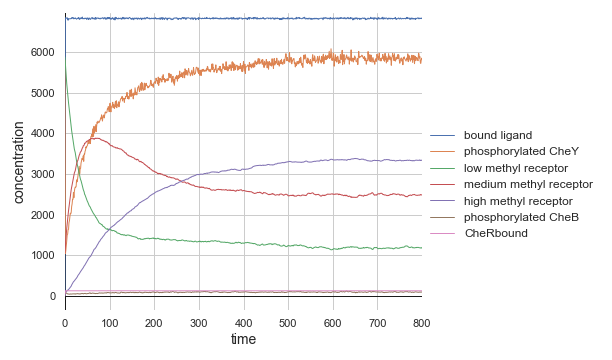 6000
5000
4000
3000
2000
1000
0
concentration
0 100 200 300 400 500 600 700 800
time
bound ligand
phosphorylated CheY
low methyl receptor
medium methyl receptor
high methyl receptor
phosphorylated CheB
CheRbound